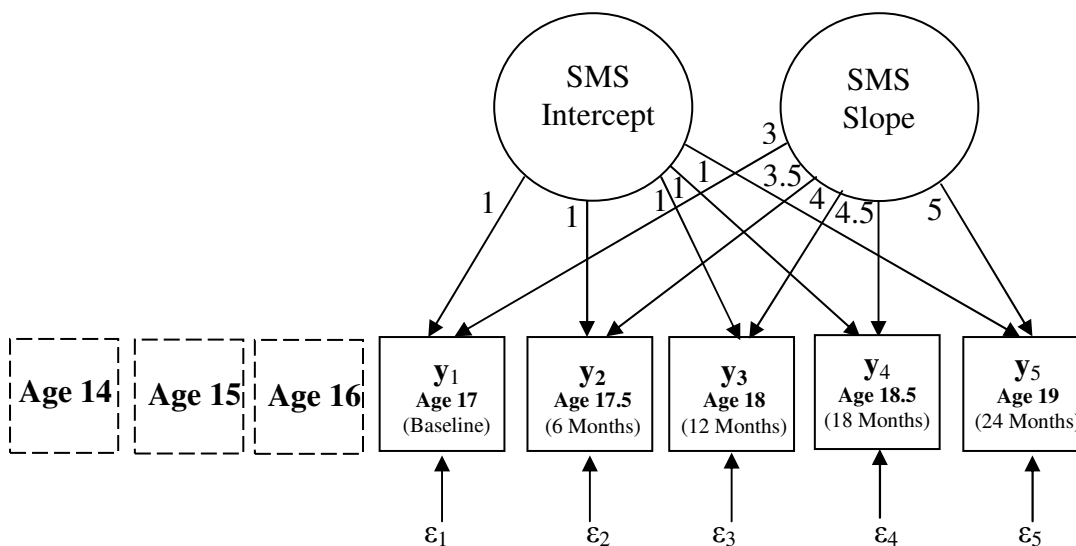 SMS
Intercept
SMS
Slope
3
1 1 1 1 3.5 4 4.5 5
1
Age 14
Age 15
Age 16
y1
Age 17
(Baseline)
y2
Age 17.5
(6 Months)
y3
Age 18
(12 Months)
y4
Age 18.5
(18 Months)
y5
Age 19
(24 Months)
ε1 ε2 ε3 ε4 ε5